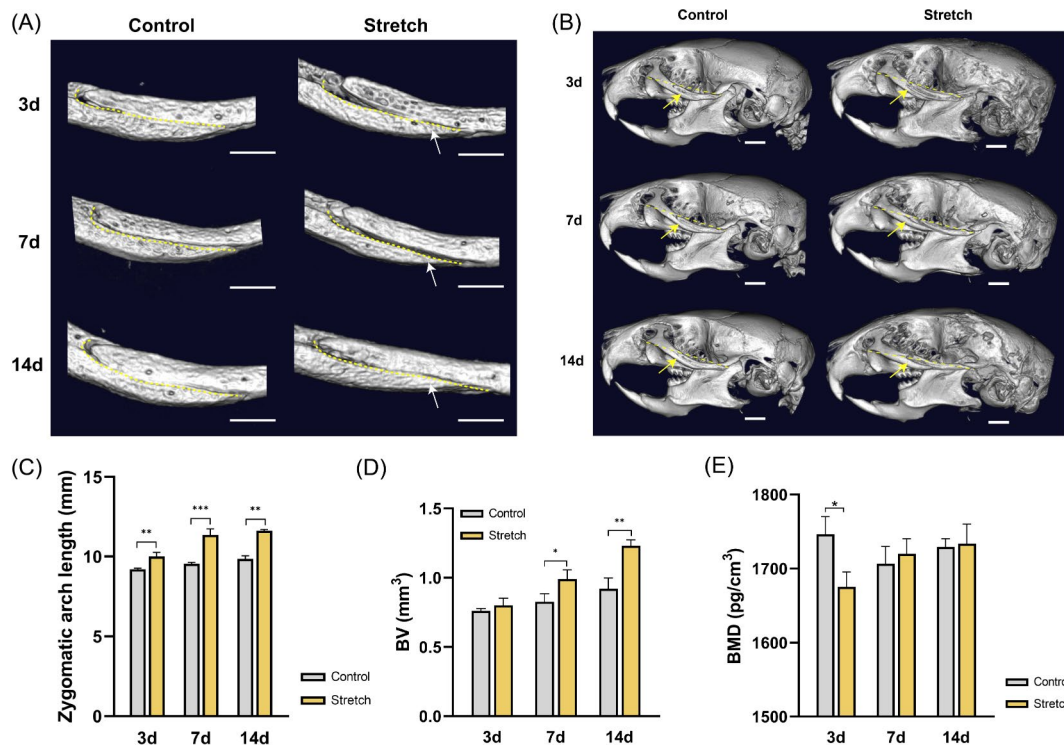 (A)
Control
Stretch
3d
7d
14d
(B)
Control
Stretch
3d
7d
14d
(C)
Zygomatic arch length (mm)
15
10
5
0
**
***
**
3d
7d
14d
Control
Stretch
(D)
BV (mm³)
1.5
1.0
0.5
0.0
Control
Stretch
*
**
3d
7d
14d
(E)
BMD (pg/cm³)
1800
1700
1600
1500
*
3d
7d
14d
Control
Stretch